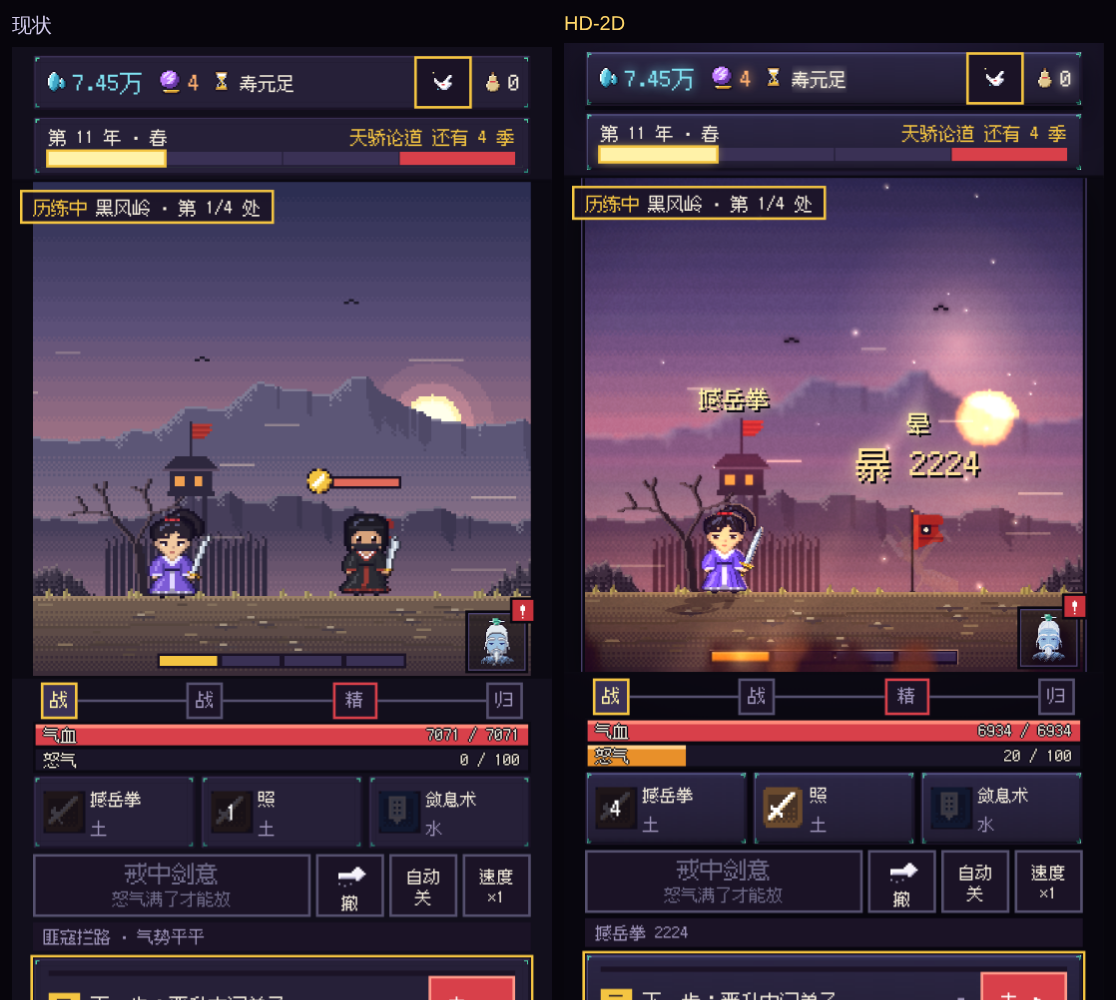 现状
7.45万 4 寿元足 0
第 11 年 · 春 天骄论道 还有 4 季
历练中 黑风岭 · 第 1/4 处
战 战 精 归
气血 7071 / 7071
怒气 0 / 100
撼岳拳 土
1 照 土
敛息术 水
戒中剑意
怒气满了才能放
撤
自动 关
速度 ×1
匪寇拦路 · 气势平平
HD-2D
7.45万 4 寿元足 0
第 11 年 · 春 天骄论道 还有 4 季
历练中 黑风岭 · 第 1/4 处
撼岳拳
晕
暴 2224
战 战 精 归
气血 6934 / 6934
怒气 20 / 100
4 撼岳拳 土
照 土
敛息术 水
戒中剑意
怒气满了才能放
撤
自动 关
速度 ×1
撼岳拳 2224